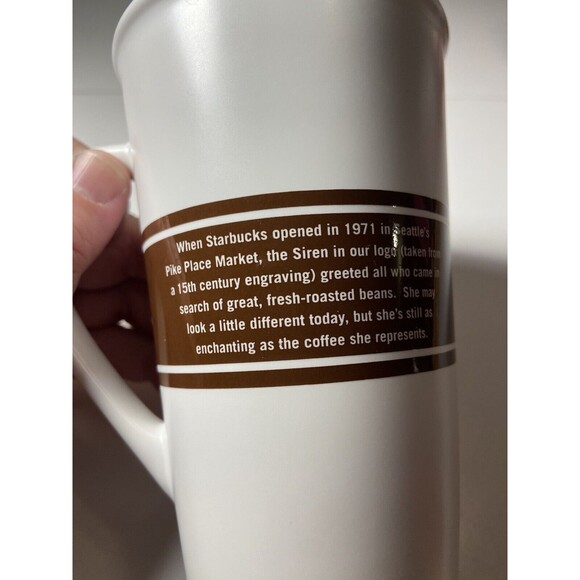 When Starbucks opened in 1971 in Seattle's
Pike Place Market, the Siren in our logo (taken from
a 15th century engraving) greeted all who came in
search of great, fresh-roasted beans. She may
look a little different today, but she's still as
enchanting as the coffee she represents.